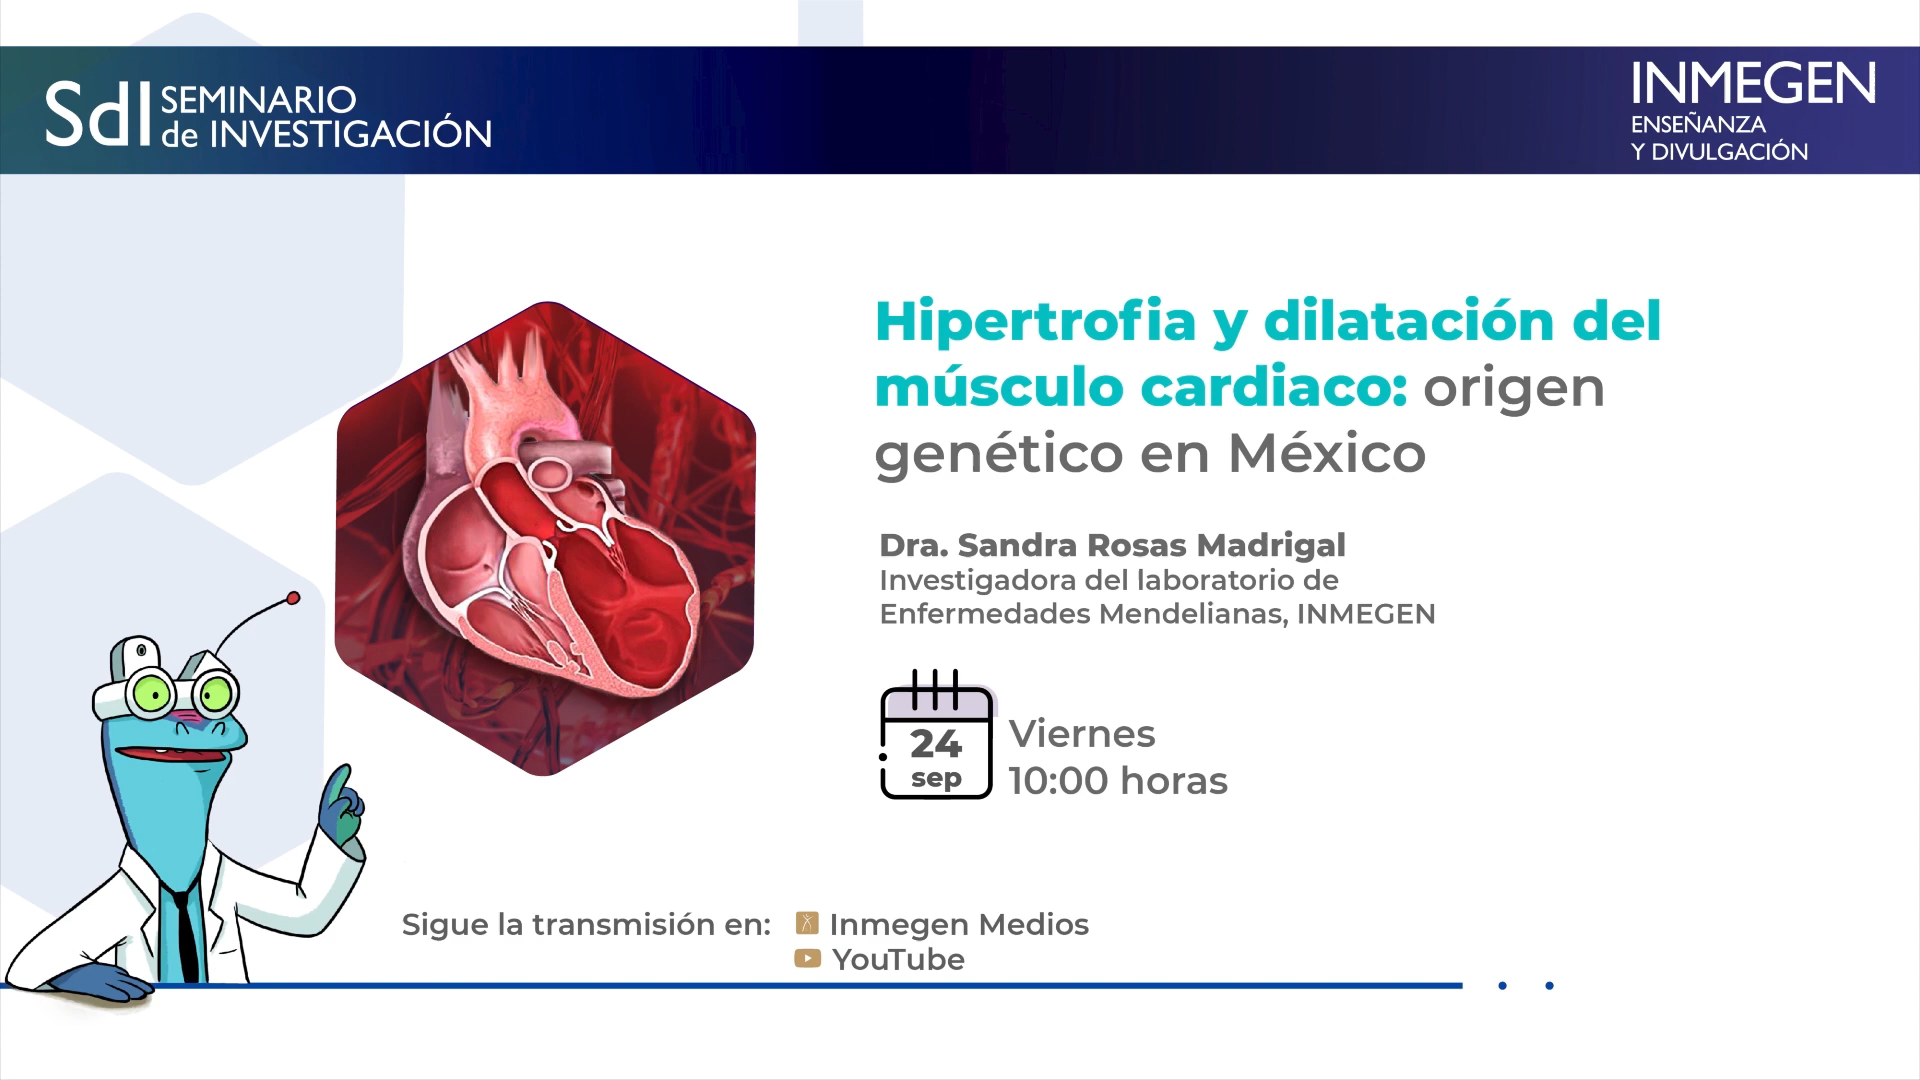 SdI SEMINARIO
de INVESTIGACIÓN
INMEGEN
ENSEÑANZA
Y DIVULGACIÓN
Hipertrofia y dilatación del
músculo cardiaco: origen
genético en México
Dra. Sandra Rosas Madrigal
Investigadora del laboratorio de
Enfermedades Mendelianas, INMEGEN
24
sep
Viernes
10:00 horas
Sigue la transmisión en:
Inmegen Medios
YouTube